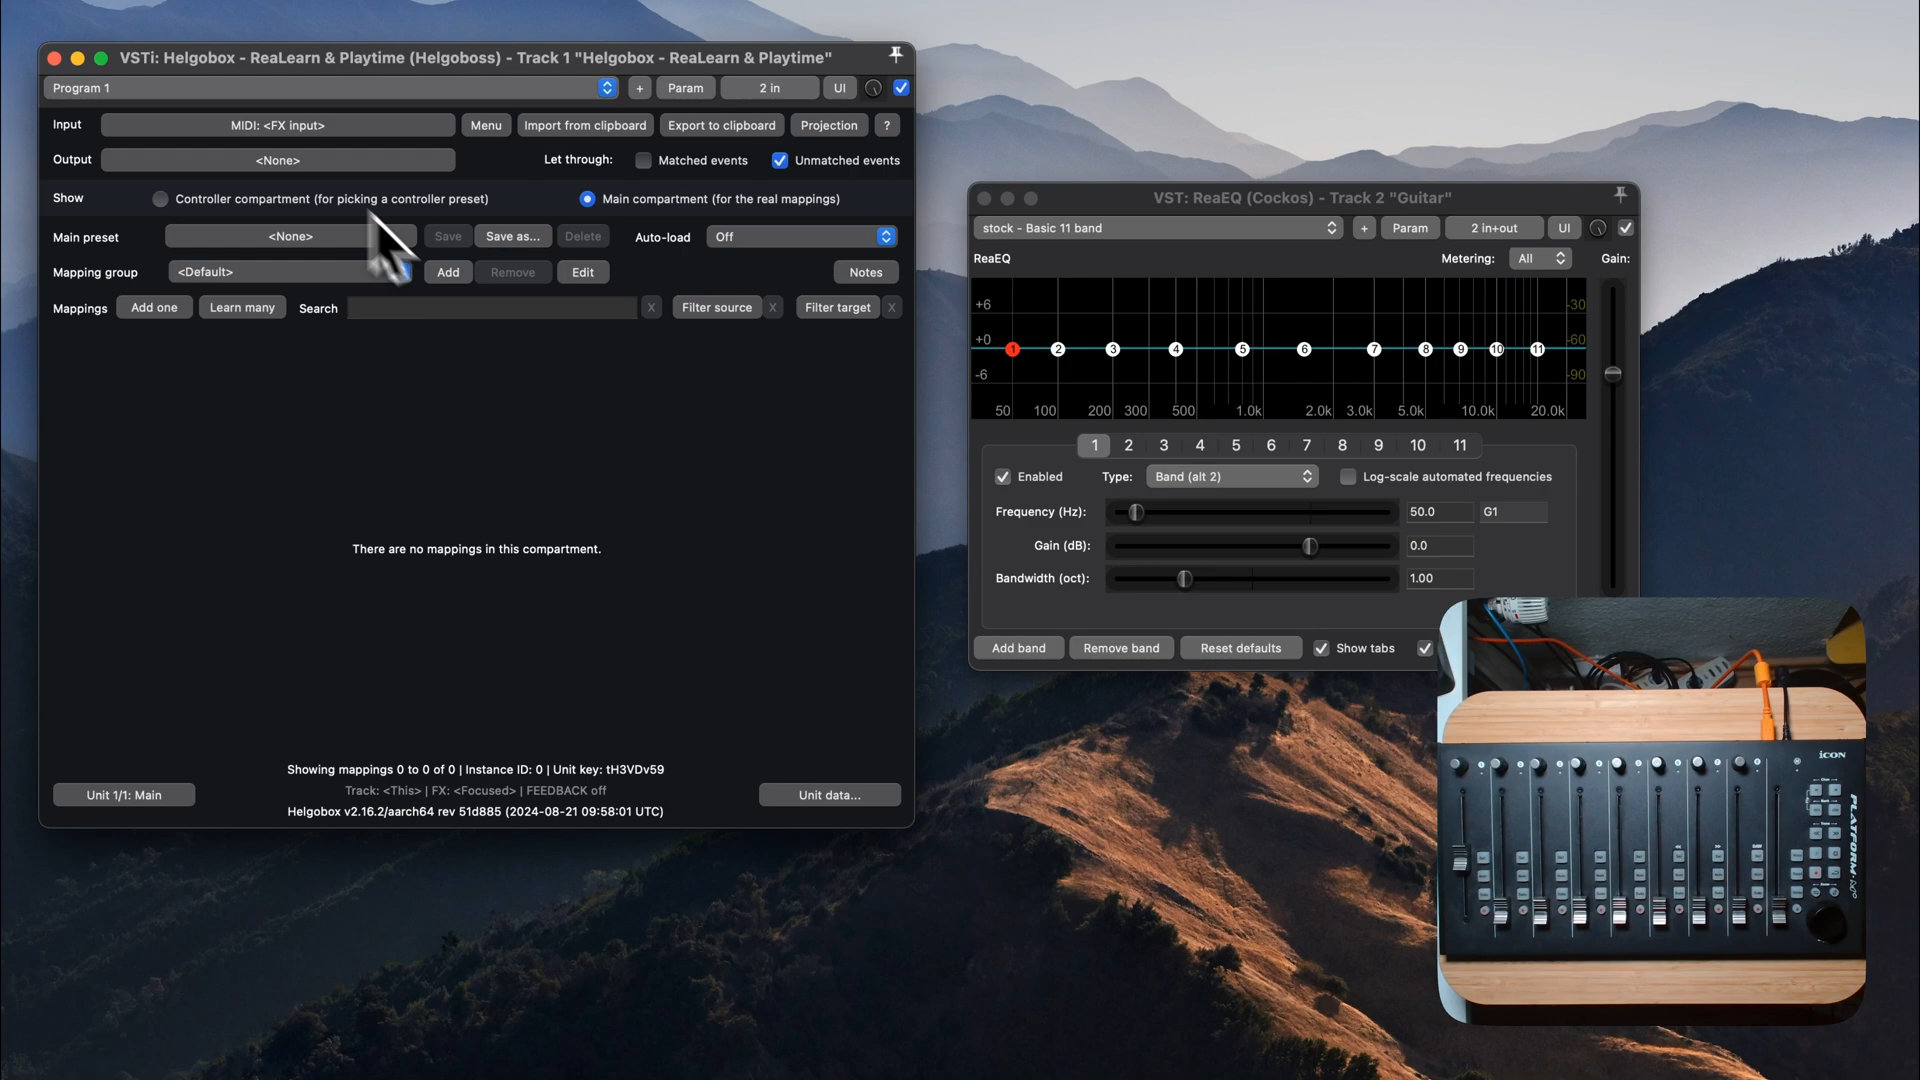 VSTi: Helgobox - ReaLearn & Playtime (Helgoboss) - Track 1 "Helgobox - ReaLearn & Playtime"
Program 1 + Param 2 in UI
Input MIDI: <FX input> Menu Import from clipboard Export to clipboard Projection ?
Output <None> Let through: Matched events Unmatched events
Show Controller compartment (for picking a controller preset) Main compartment (for the real mappings)
Main preset <None> Save Save as... Delete Auto-load Off
Mapping group <Default> Add Remove Edit Notes
Mappings Add one Learn many Search X Filter source X Filter target X
There are no mappings in this compartment.
Showing mappings 0 to 0 of 0 | Instance ID: 0 | Unit key: tH3VDv59
Unit 1/1: Main Track: <This> | FX: <Focused> | FEEDBACK off Unit data...
Helgobox v2.16.2/aarch64 rev 51d885 (2024-08-21 09:58:01 UTC)
VST: ReaEQ (Cockos) - Track 2 "Guitar"
stock - Basic 11 band + Param 2 in+out UI
ReaEQ Metering: All Gain:
+6 -30
+0 1 2 3 4 5 6 7 8 9 10 11 -60
-6 -90
50 100 200 300 500 1.0k 2.0k 3.0k 5.0k 10.0k 20.0k
1 2 3 4 5 6 7 8 9 10 11
Enabled Type: Band (alt 2) Log-scale automated frequencies
Frequency (Hz): 50.0 G1
Gain (dB): 0.0
Bandwidth (oct): 1.00
Add band Remove band Reset defaults Show tabs
iCON
PLATFORM